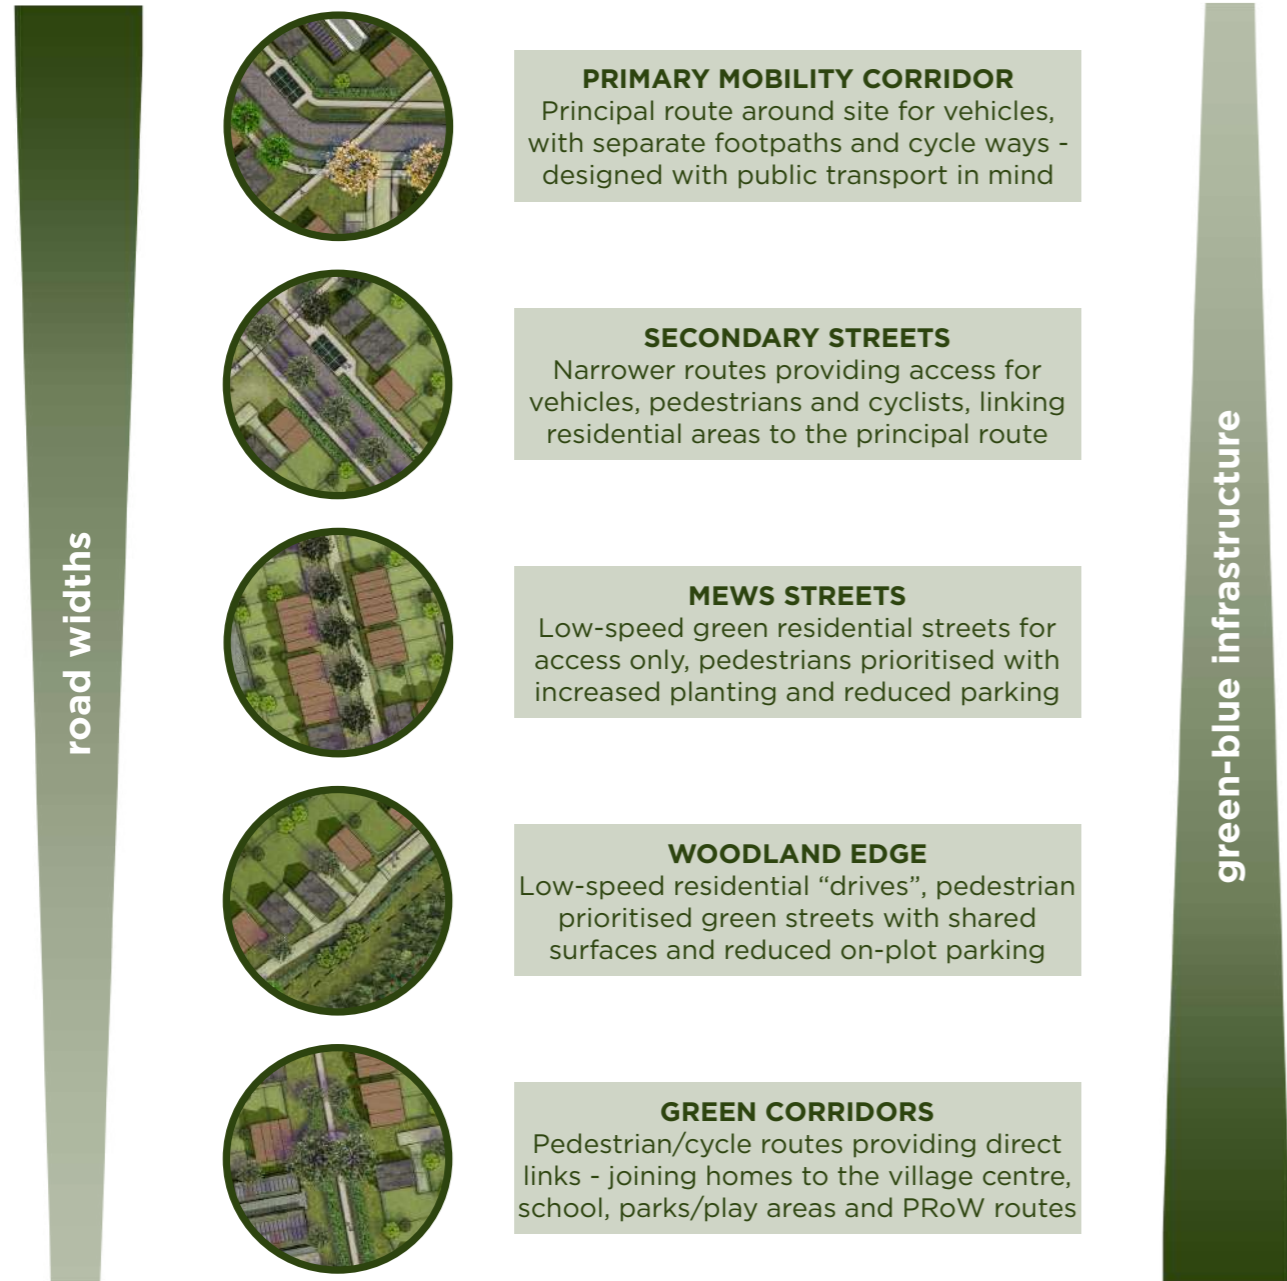 PRIMARY MOBILITY CORRIDOR
Principal route around site for vehicles,
with separate footpaths and cycle ways -
designed with public transport in mind
SECONDARY STREETS
Narrower routes providing access for
vehicles, pedestrians and cyclists, linking
residential areas to the principal route
road widths
MEWS STREETS
Low-speed green residential streets for
access only, pedestrians prioritised with
increased planting and reduced parking
green-blue infrastructure
WOODLAND EDGE
Low-speed residential “drives”, pedestrian
prioritised green streets with shared
surfaces and reduced on-plot parking
GREEN CORRIDORS
Pedestrian/cycle routes providing direct
links - joining homes to the village centre,
school, parks/play areas and PRoW routes